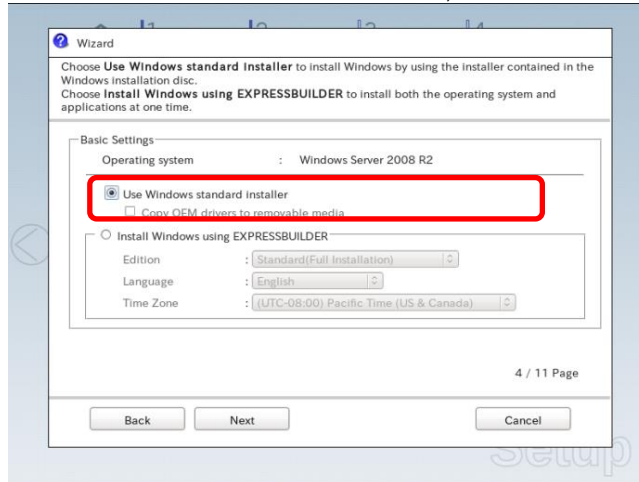 Wizard
Choose Use Windows standard Installer to install Windows by using the installer contained in the
Windows installation disc.
Choose Install Windows using EXPRESSBUILDER to install both the operating system and
applications at one time.
Basic Settings
Operating system : Windows Server 2008 R2
Use Windows standard installer
Copy OEM drivers to removable media
Install Windows using EXPRESSBUILDER
Edition : Standard(Full Installation)
Language : English
Time Zone : (UTC-08:00) Pacific Time (US & Canada)
4 / 11 Page
Back Next Cancel
Setup